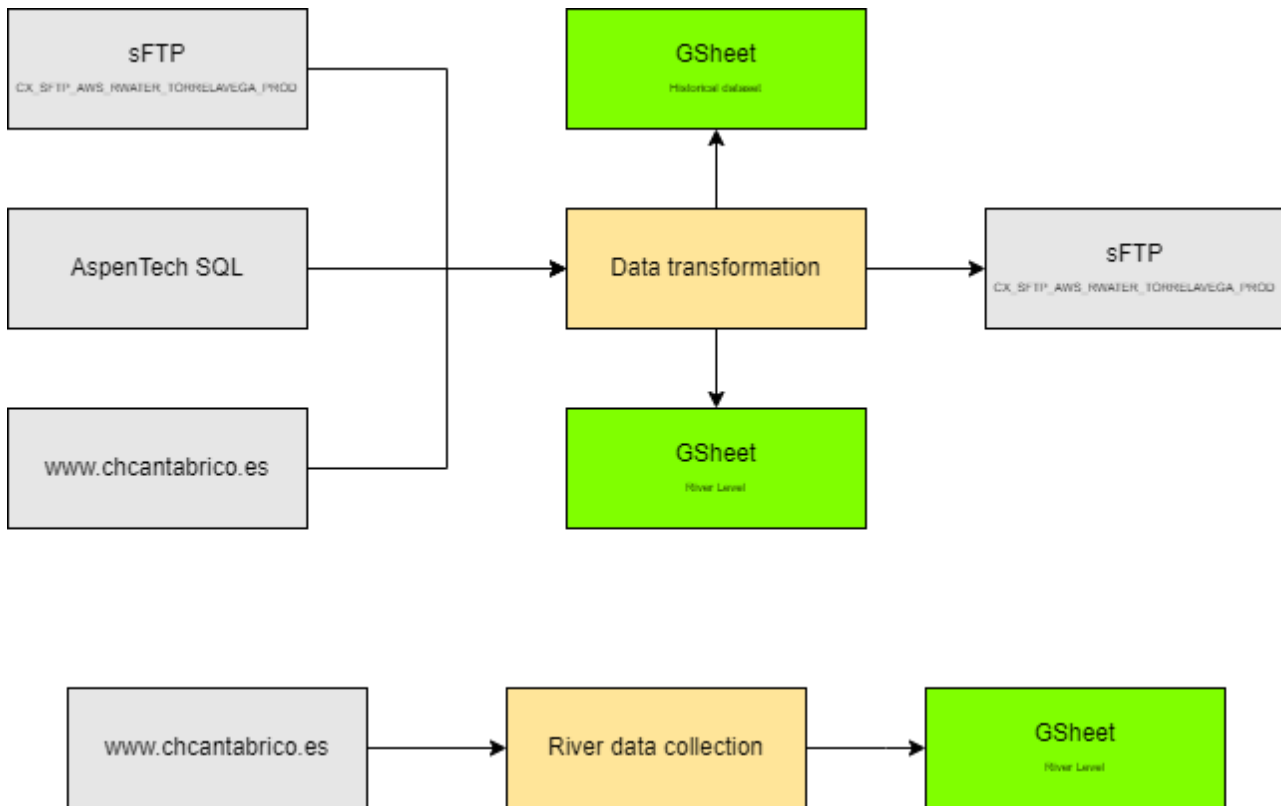 sFTP
CX_SFTP_AWS_RWATER_TORRELAVEGA_PROD
GSheet
Historical dataset
AspenTech SQL
Data transformation
sFTP
CX_SFTP_AWS_RWATER_TORRELAVEGA_PROD
www.chcantabrico.es
GSheet
River Level
www.chcantabrico.es
River data collection
GSheet
River Level